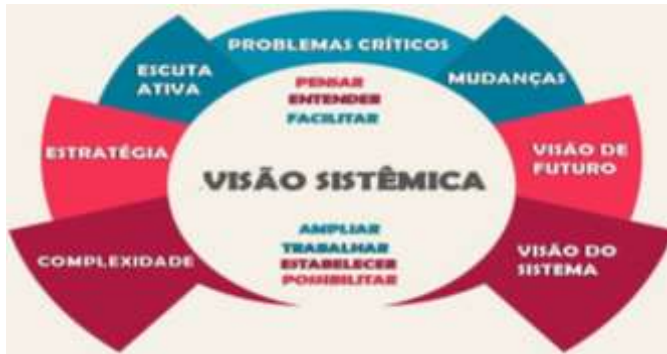 PROBLEMAS CRÍTICOS
ESCUTA
ATIVA
MUDANÇAS
PENSAR
ENTENDER
FACILITAR
ESTRATÉGIA
VISÃO DE
FUTURO
VISÃO SISTÊMICA
AMPLIAR
TRABALHAR
ESTABELECER
POSSIBILITAR
COMPLEXIDADE
VISÃO DO
SISTEMA